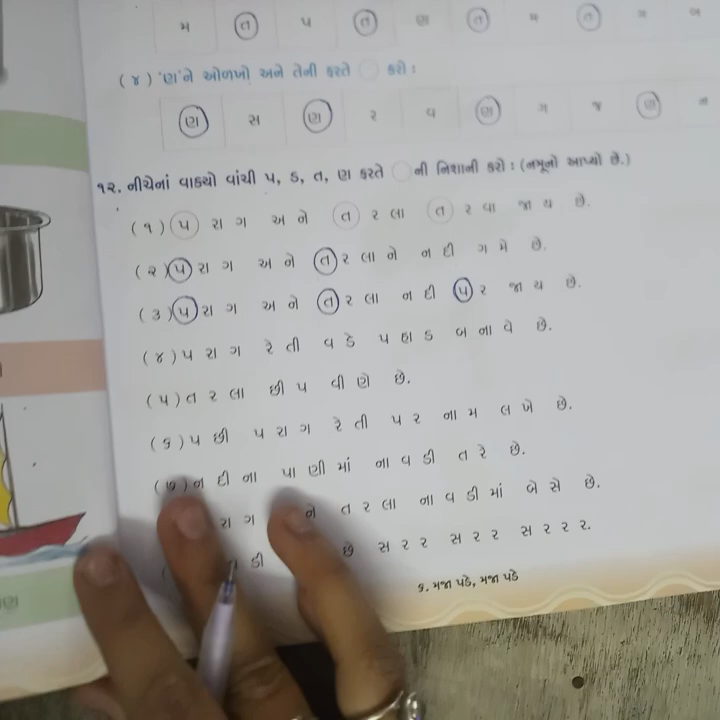 મ ત પ ત ણ ત મ ત ગ
(૪) 'ણ'ને ઓળખો અને તેની ફરતે ◯ કરો :
ણ સ ણ ર વ ણ ગ જ ણ ન
૧૨. નીચેનાં વાક્યો વાંચી પ, ડ, ત, ણ ફરતે ◯ ની નિશાની કરો : (નમૂનો આપ્યો છે.)
(૧) પ રા ગ અ ને ત ર લા ત ર વા જા ય છે.
(૨) પ રા ગ અ ને ત ર લા ને ન દી ગ મે છે.
(૩) પ રા ગ અ ને ત ર લા ન દી પ ર જા ય છે.
(૪) પ રા ગ રે તી વ ડે પ હા ડ બ ના વે છે.
(૫) ત ર લા છી પ વી ણે છે.
(૬) પ છી પ રા ગ રે તી પ ર ના મ લ ખે છે.
(૭) ન દી ના પા ણી માં ના વ ડી ત રે છે.
રા ગ ને ત ર લા ના વ ડી માં બે સે છે.
ડી છે સ ર ર સ ર ર સ ર ર ર.
૬. મજા પડે, મજા પડે